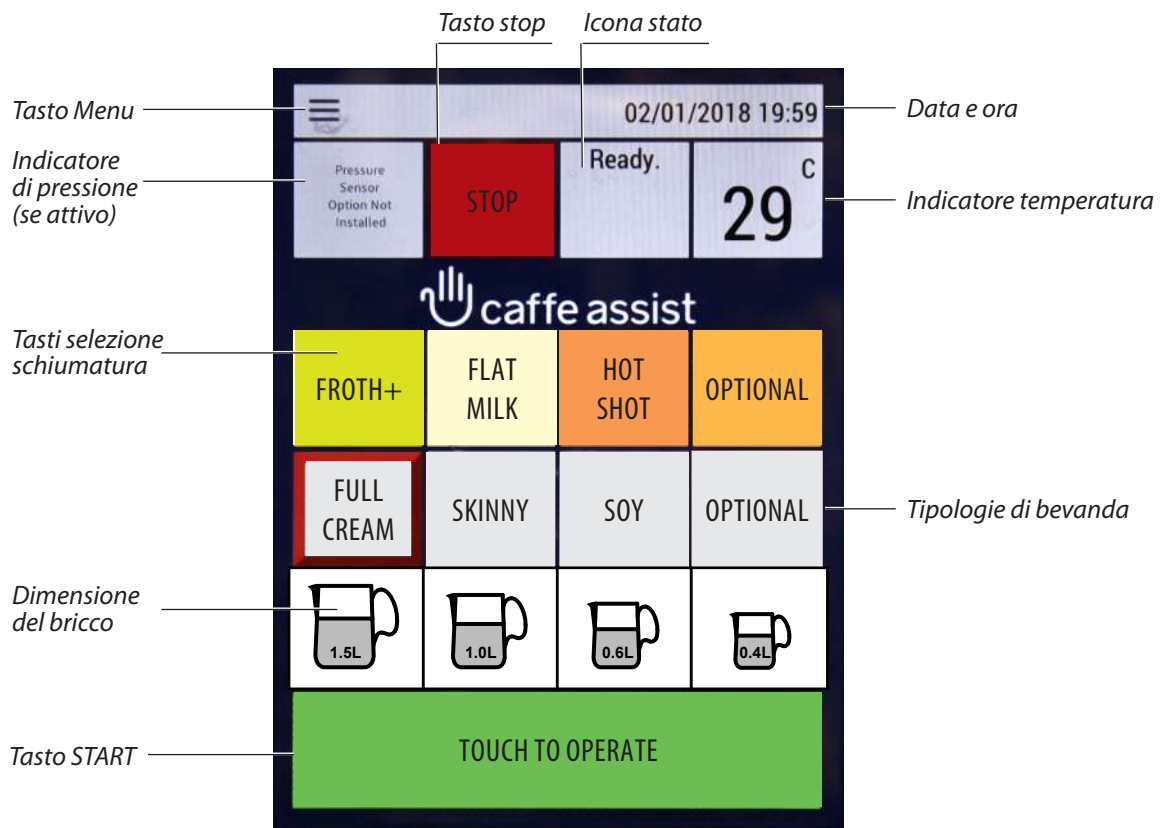 Tasto stop
Icona stato
Tasto Menu
02/01/2018 19:59
Data e ora
Indicatore
di pressione
(se attivo)
Pressure
Sensor
Option Not
Installed
STOP
Ready.
C
29
Indicatore temperatura
caffe assist
Tasti selezione
schiumatura
FROTH+
FLAT
MILK
HOT
SHOT
OPTIONAL
FULL
CREAM
SKINNY
SOY
OPTIONAL
Tipologie di bevanda
Dimensione
del bricco
1.5L
1.0L
0.6L
0.4L
Tasto START
TOUCH TO OPERATE